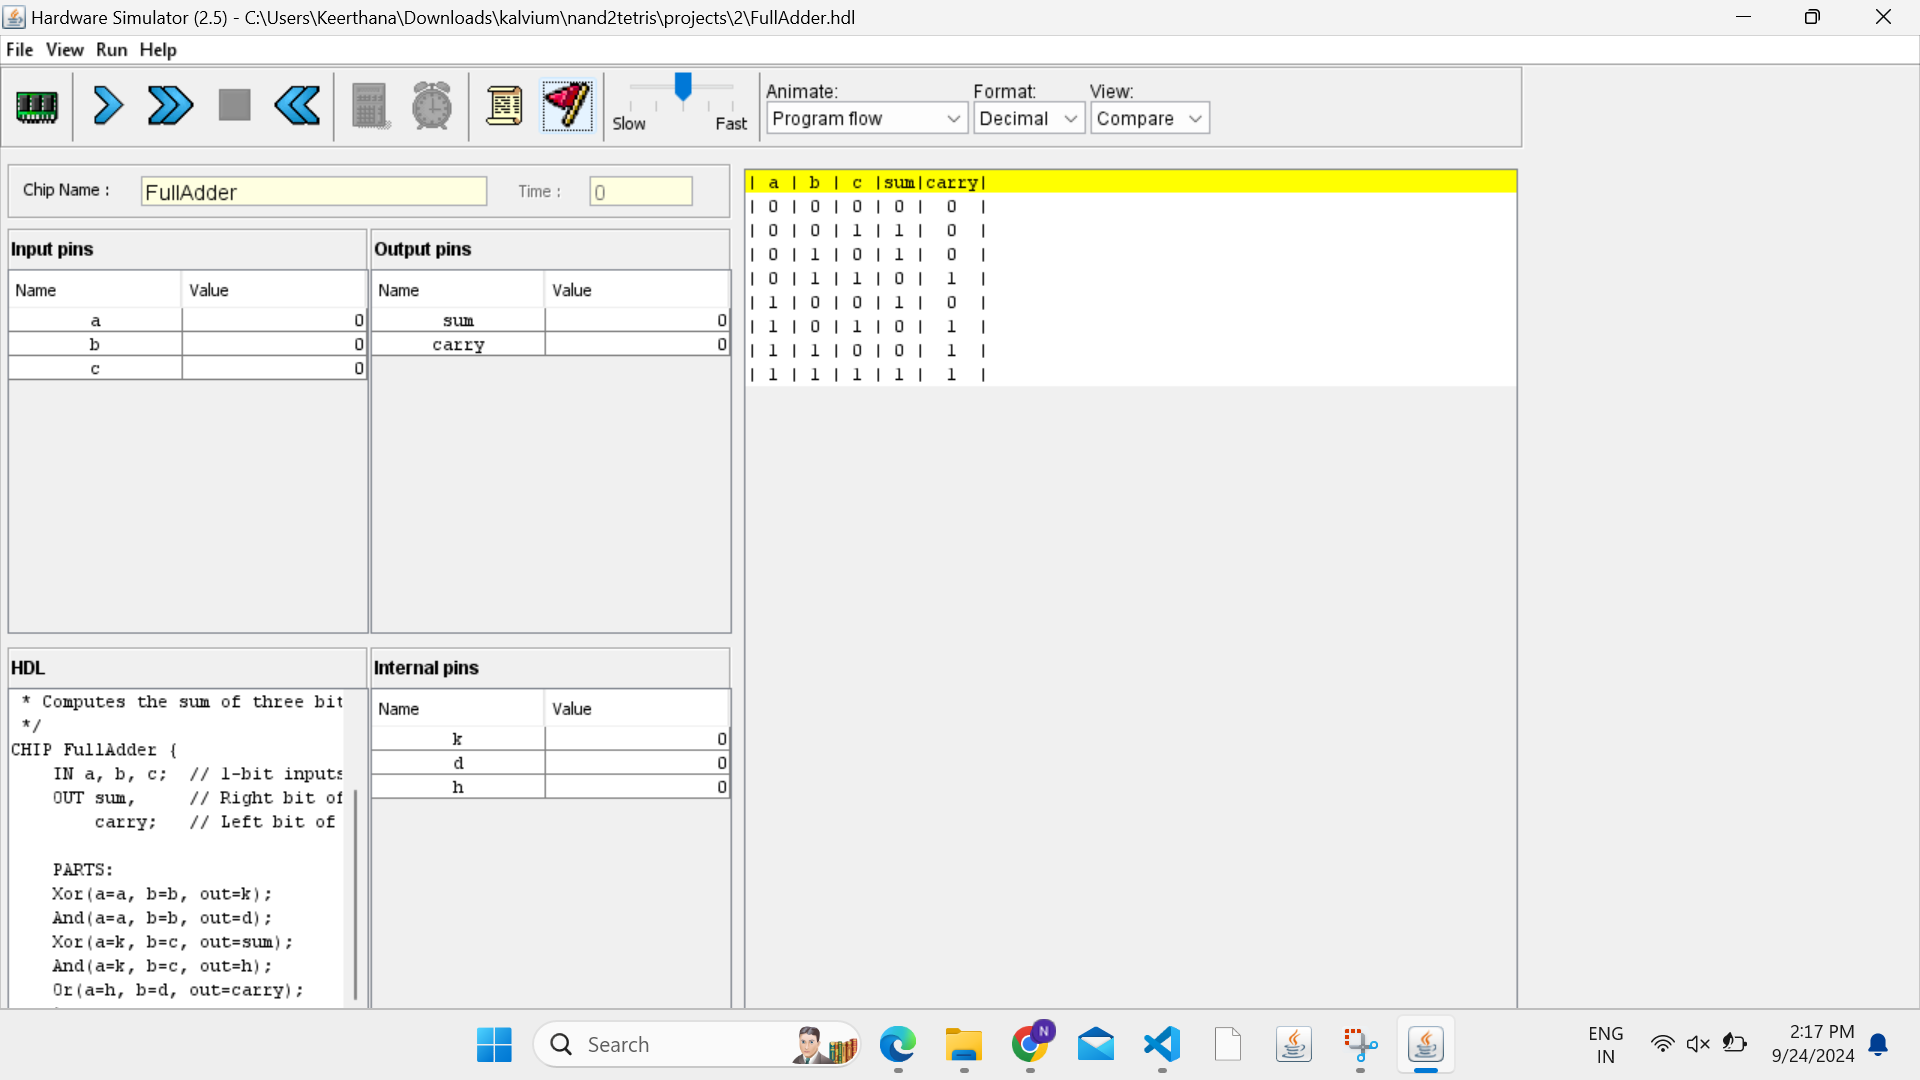 Hardware Simulator (2.5) - C:\Users\Keerthana\Downloads\kalvium\nand2tetris\projects\2\FullAdder.hdl
File View Run Help
Slow Fast
Animate: Format: View:
Program flow Decimal Compare
Chip Name : FullAdder Time : 0
Input pins
Name Value
a 0
b 0
c 0
Output pins
Name Value
sum 0
carry 0
| a | b | c |sum|carry|
| 0 | 0 | 0 | 0 | 0 |
| 0 | 0 | 1 | 1 | 0 |
| 0 | 1 | 0 | 1 | 0 |
| 0 | 1 | 1 | 0 | 1 |
| 1 | 0 | 0 | 1 | 0 |
| 1 | 0 | 1 | 0 | 1 |
| 1 | 1 | 0 | 0 | 1 |
| 1 | 1 | 1 | 1 | 1 |
HDL
* Computes the sum of three bit
*/
CHIP FullAdder {
IN a, b, c; // 1-bit inputs
OUT sum, // Right bit of
carry; // Left bit of
PARTS:
Xor(a=a, b=b, out=k);
And(a=a, b=b, out=d);
Xor(a=k, b=c, out=sum);
And(a=k, b=c, out=h);
Or(a=h, b=d, out=carry);
Internal pins
Name Value
k 0
d 0
h 0
Search
N
ENG
IN
2:17 PM
9/24/2024